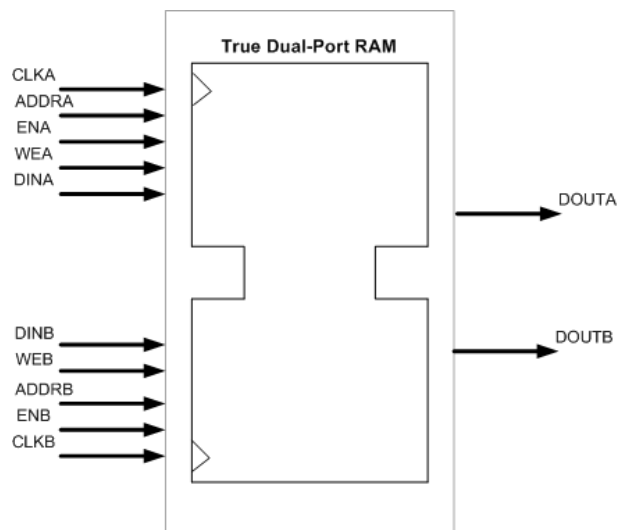 True Dual-Port RAM
CLKA
ADDRA
ENA
WEA
DINA
DOUTA
DINB
WEB
DOUTB
ADDRB
ENB
CLKB